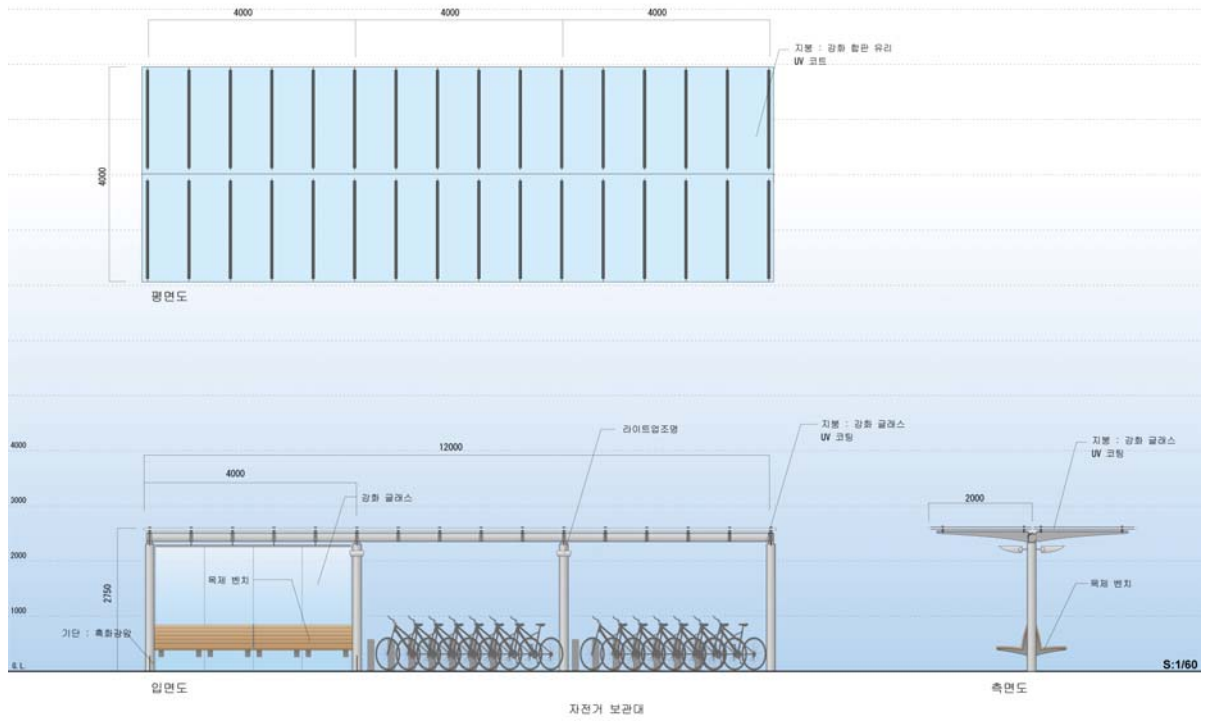 4000 4000 4000
지붕 : 강화 합판 유리
UV 코트
4000
평면도
4000
3000
2000
1000
G.L.
12000
4000
2750
라이트업조명
강화 글래스
목제 벤치
기단 : 흑화강암
지붕 : 강화 글래스
UV 코팅
입면도
2000
지붕 : 강화 글래스
UV 코팅
목제 벤치
측면도
S:1/60
자전거 보관대